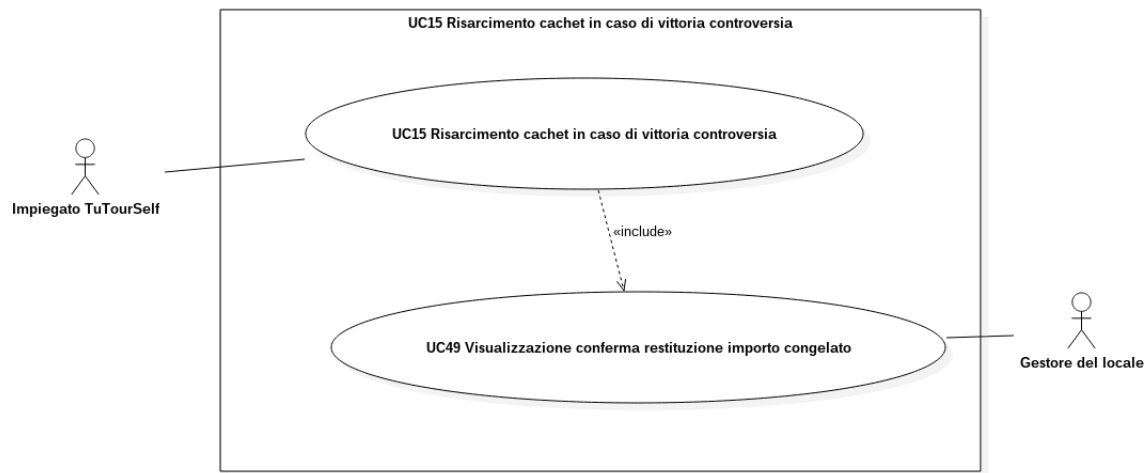 UC15 Risarcimento cachet in caso di vittoria controversia
UC15 Risarcimento cachet in caso di vittoria controversia
Impiegato TuTourSelf
«include»
UC49 Visualizzazione conferma restituzione importo congelato
Gestore del locale